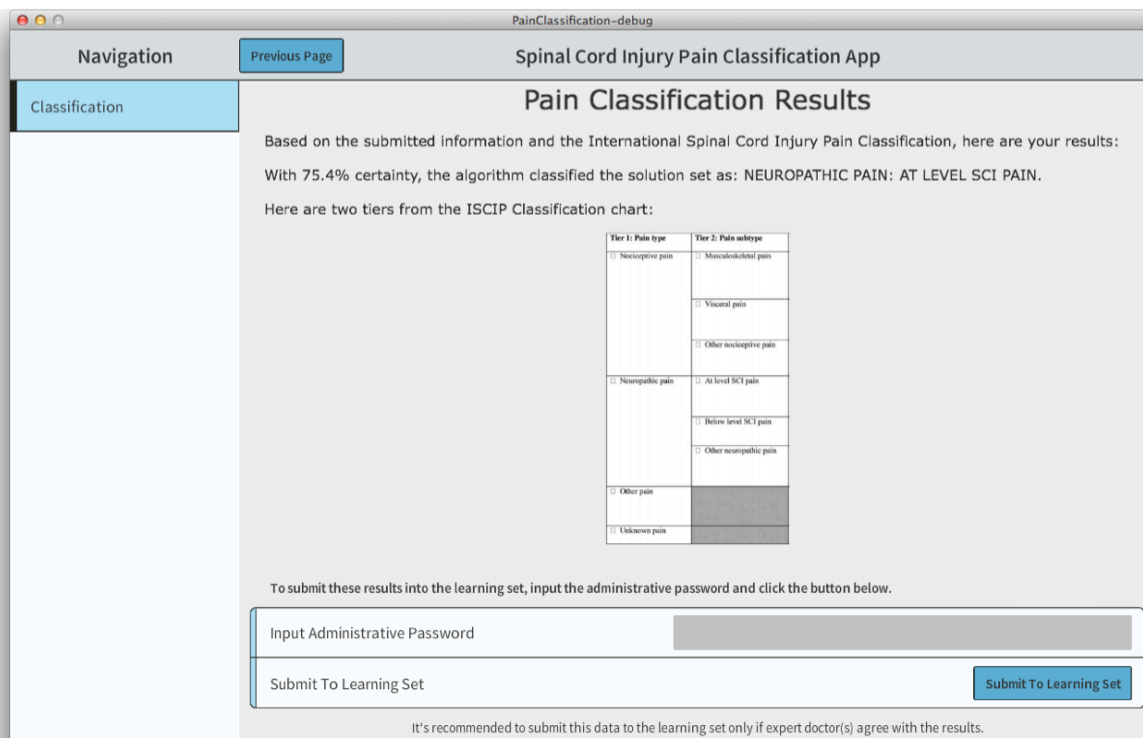 PainClassification-debug
Navigation
Previous Page
Spinal Cord Injury Pain Classification App
Classification
Pain Classification Results
Based on the submitted information and the International Spinal Cord Injury Pain Classification, here are your results:
With 75.4% certainty, the algorithm classified the solution set as: NEUROPATHIC PAIN: AT LEVEL SCI PAIN.
Here are two tiers from the ISCIP Classification chart:
Tier 1: Pain type Tier 2: Pain subtype
Nociceptive pain Musculoskeletal pain
Visceral pain
Other nociceptive pain
Neuropathic pain At level SCI pain
Below level SCI pain
Other neuropathic pain
Other pain
Unknown pain
To submit these results into the learning set, input the administrative password and click the button below.
Input Administrative Password
Submit To Learning Set Submit To Learning Set
It's recommended to submit this data to the learning set only if expert doctor(s) agree with the results.